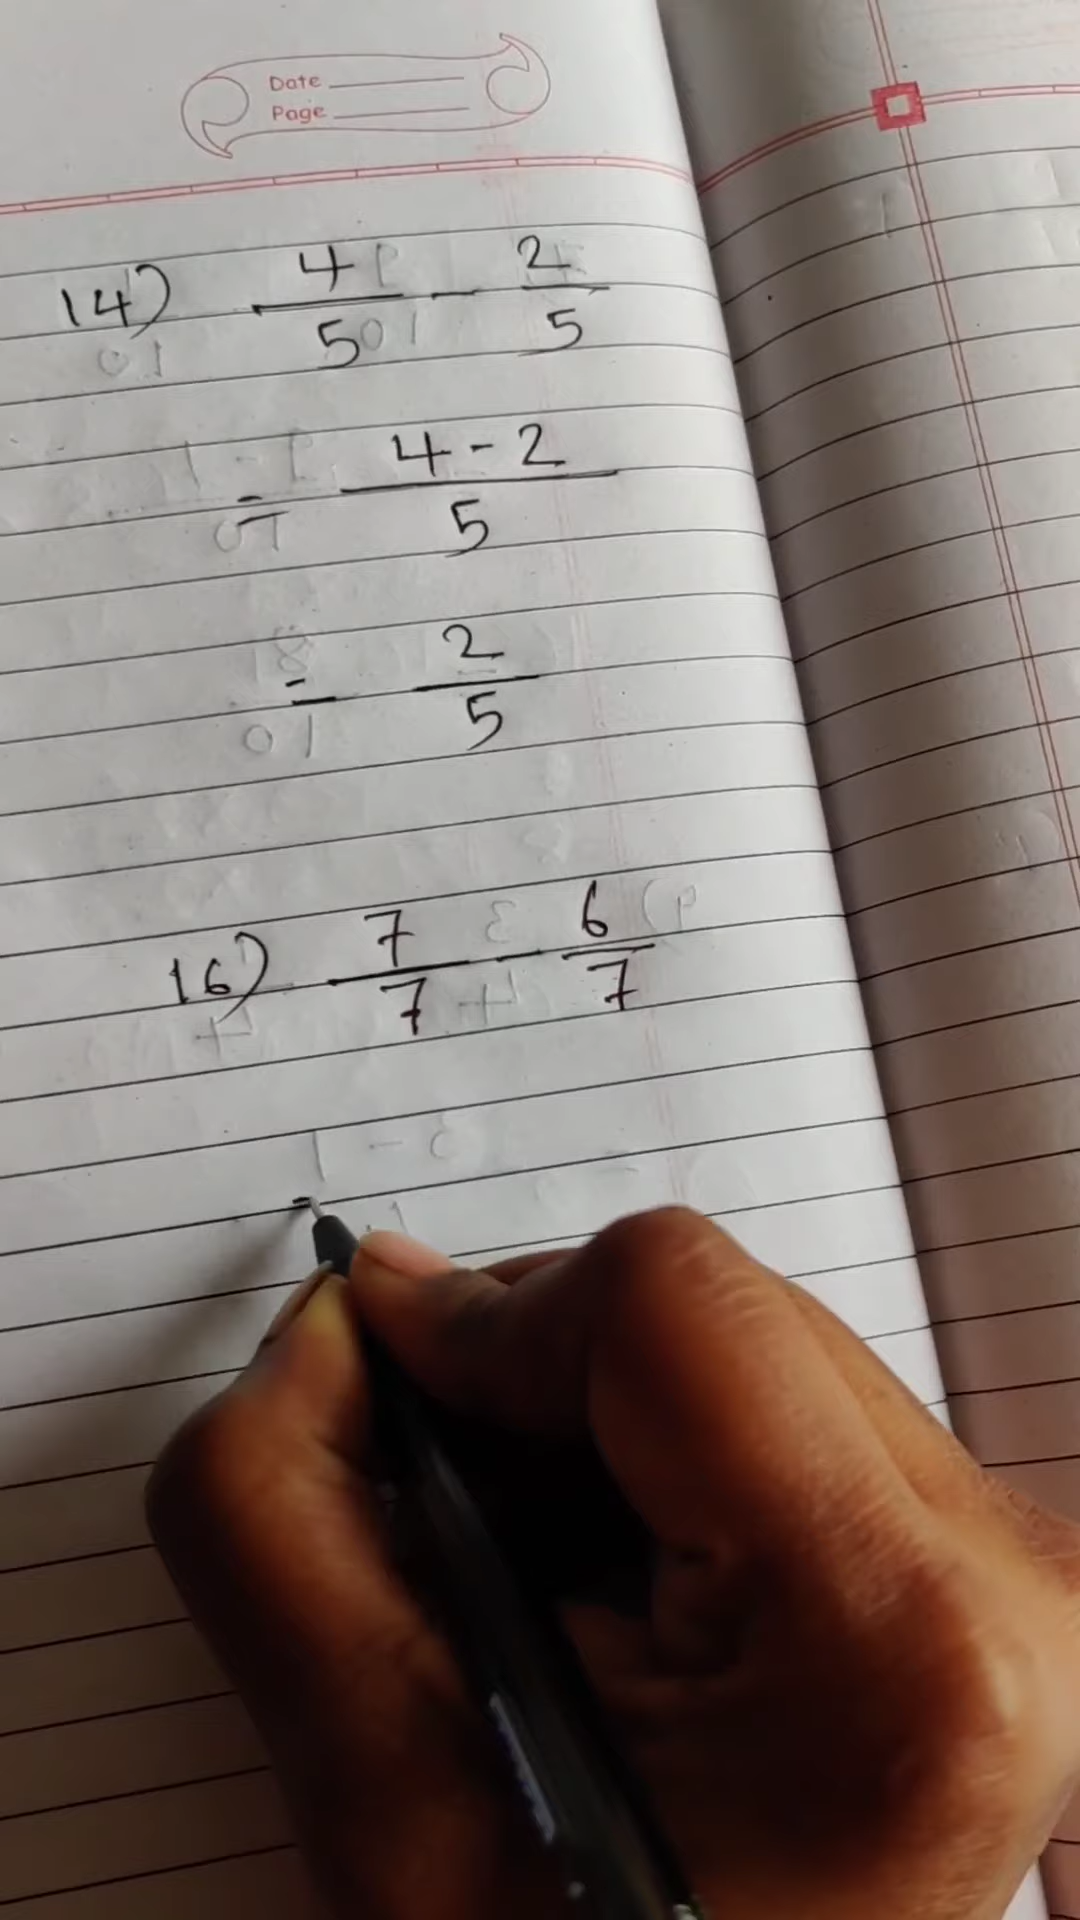 Date
Page
14) 4/5 - 2/5
= 4-2/5
= 2/5
16) 7/7 - 6/7